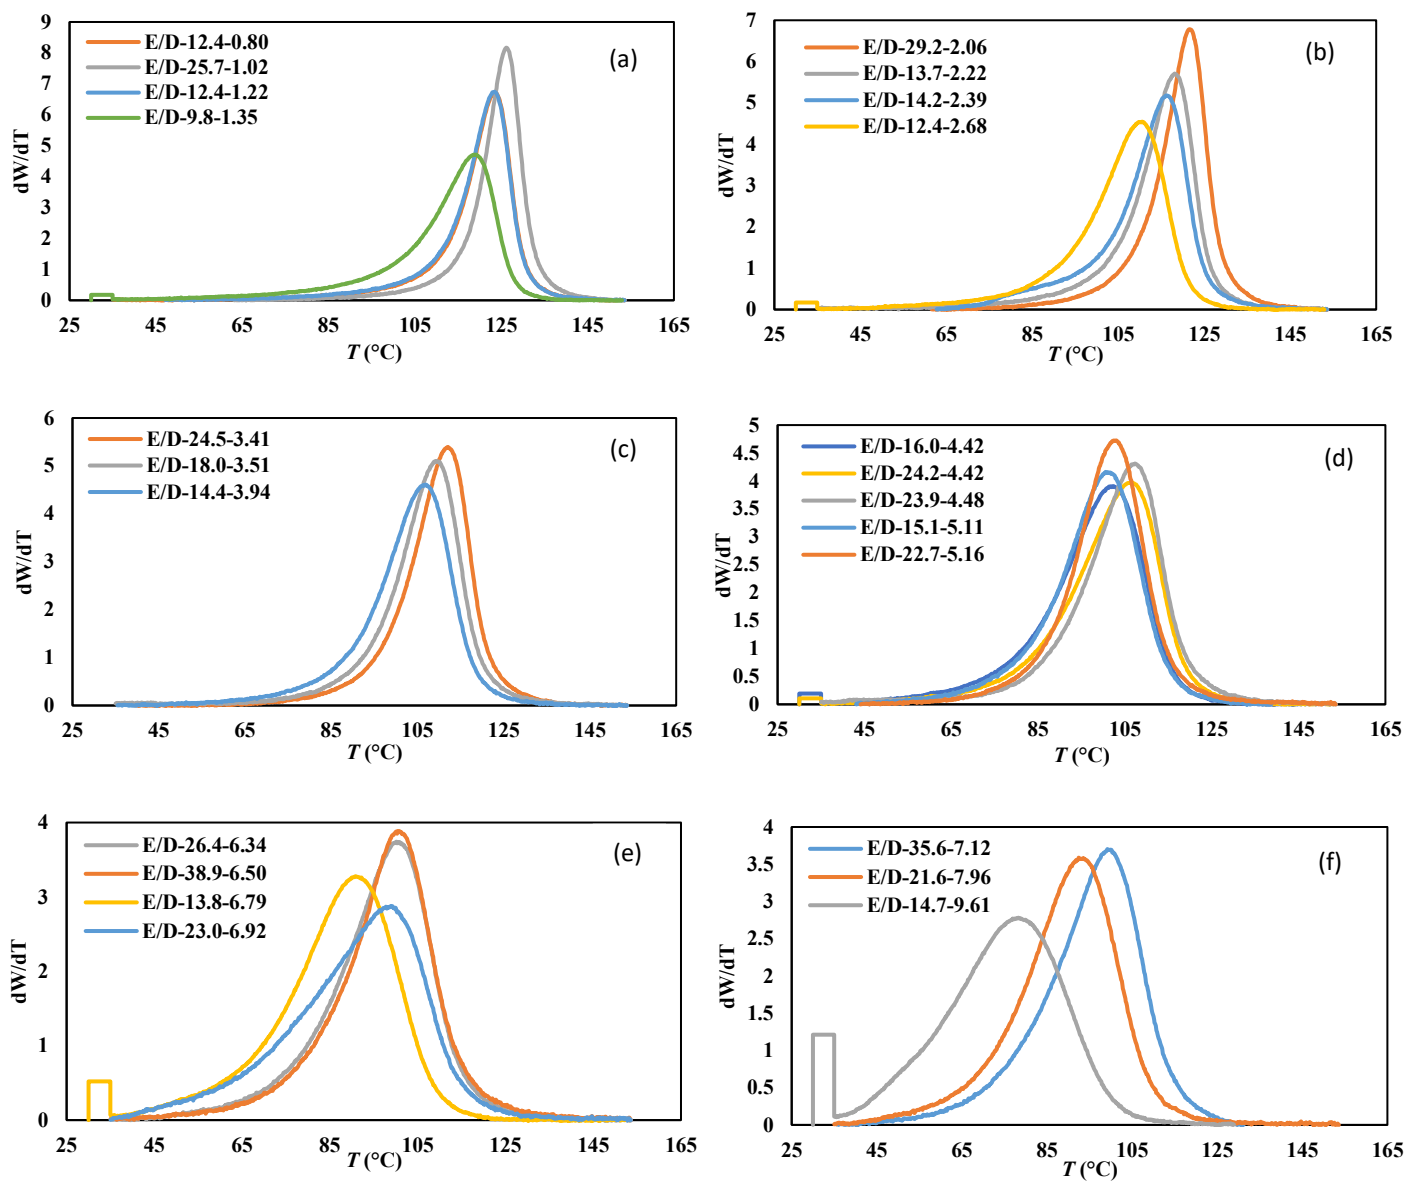 (a)
E/D-12.4-0.80
E/D-25.7-1.02
E/D-12.4-1.22
E/D-9.8-1.35
dW/dT
9
8
7
6
5
4
3
2
1
0
25 45 65 85 105 125 145 165
T (°C)
(b)
E/D-29.2-2.06
E/D-13.7-2.22
E/D-14.2-2.39
E/D-12.4-2.68
dW/dT
7
6
5
4
3
2
1
0
25 45 65 85 105 125 145 165
T (°C)
(c)
E/D-24.5-3.41
E/D-18.0-3.51
E/D-14.4-3.94
dW/dT
6
5
4
3
2
1
0
25 45 65 85 105 125 145 165
T (°C)
(d)
E/D-16.0-4.42
E/D-24.2-4.42
E/D-23.9-4.48
E/D-15.1-5.11
E/D-22.7-5.16
dW/dT
5
4.5
4
3.5
3
2.5
2
1.5
1
0.5
0
25 45 65 85 105 125 145 165
T (°C)
(e)
E/D-26.4-6.34
E/D-38.9-6.50
E/D-13.8-6.79
E/D-23.0-6.92
dW/dT
4
3
2
1
0
25 45 65 85 105 125 145 165
T (°C)
(f)
E/D-35.6-7.12
E/D-21.6-7.96
E/D-14.7-9.61
dW/dT
4
3.5
3
2.5
2
1.5
1
0.5
0
25 45 65 85 105 125 145 165
T (°C)